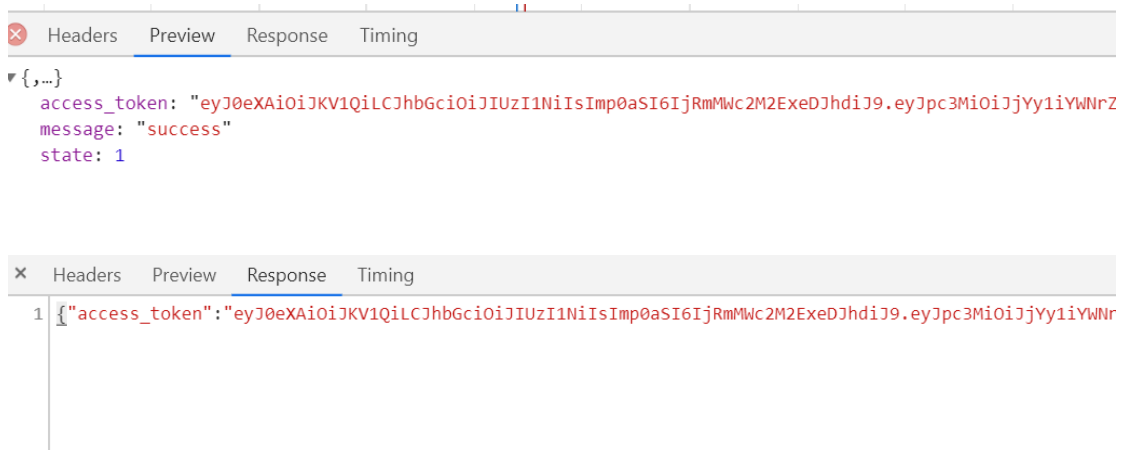 Headers Preview Response Timing
{,…}
access_token: "eyJ0eXAiOiJKV1QiLCJhbGciOiJIUzI1NiIsImp0aSI6IjRmMWc2M2ExeDJhdiJ9.eyJpc3MiOiJjYy1iYWNrZ
message: "success"
state: 1
Headers Preview Response Timing
1 {"access_token":"eyJ0eXAiOiJKV1QiLCJhbGciOiJIUzI1NiIsImp0aSI6IjRmMWc2M2ExeDJhdiJ9.eyJpc3MiOiJjYy1iYWNr